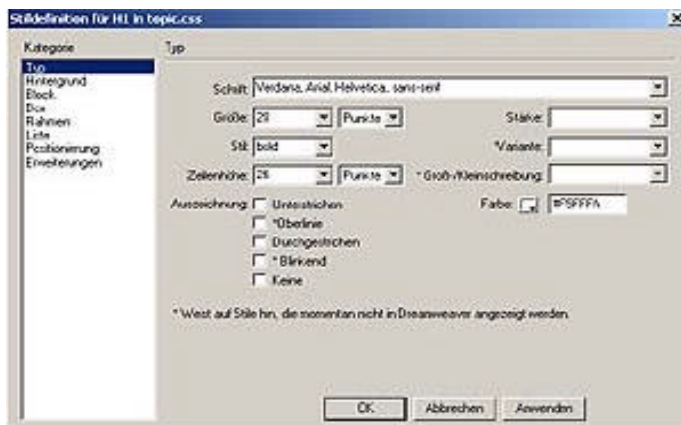 Stildefinition für H1 in topic.css
Kategorie
Typ
Typ
Hintergrund
Block
Box
Rahmen
Liste
Positionierung
Erweiterungen
Schrift: Verdana, Arial, Helvetica, sans-serif
Größe: Punkte Stärke:
Stil: bold *Variante:
Zeilenhöhe: Punkte * Groß-/Kleinschreibung:
Auszeichnung: Unterstrichen Farbe:
*Überlinie
Durchgestrichen
* Blinkend
Keine
* Weist auf Stile hin, die momentan nicht in Dreamweaver angezeigt werden.
OK Abbrechen Anwenden